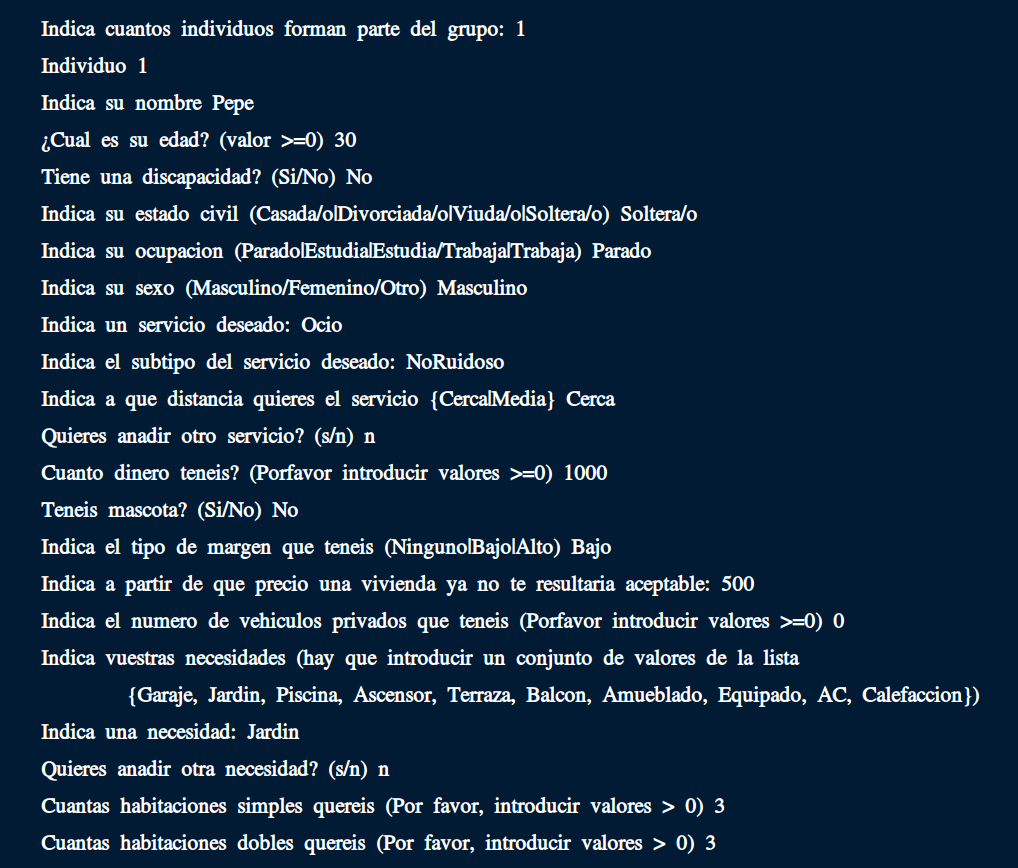 Indica cuantos individuos forman parte del grupo: 1
Individuo 1
Indica su nombre Pepe
¿Cual es su edad? (valor >=0) 30
Tiene una discapacidad? (Si/No) No
Indica su estado civil (Casada/o|Divorciada/o|Viuda/o|Soltera/o) Soltera/o
Indica su ocupacion (Parado|Estudia|Estudia/Trabaja|Trabaja) Parado
Indica su sexo (Masculino/Femenino/Otro) Masculino
Indica un servicio deseado: Ocio
Indica el subtipo del servicio deseado: NoRuidoso
Indica a que distancia quieres el servicio {Cerca|Media} Cerca
Quieres anadir otro servicio? (s/n) n
Cuanto dinero teneis? (Porfavor introducir valores >=0) 1000
Teneis mascota? (Si/No) No
Indica el tipo de margen que teneis (Ninguno|Bajo|Alto) Bajo
Indica a partir de que precio una vivienda ya no te resultaria aceptable: 500
Indica el numero de vehiculos privados que teneis (Porfavor introducir valores >=0) 0
Indica vuestras necesidades (hay que introducir un conjunto de valores de la lista
{Garaje, Jardin, Piscina, Ascensor, Terraza, Balcon, Amueblado, Equipado, AC, Calefaccion})
Indica una necesidad: Jardin
Quieres anadir otra necesidad? (s/n) n
Cuantas habitaciones simples quereis (Por favor, introducir valores > 0) 3
Cuantas habitaciones dobles quereis (Por favor, introducir valores > 0) 3